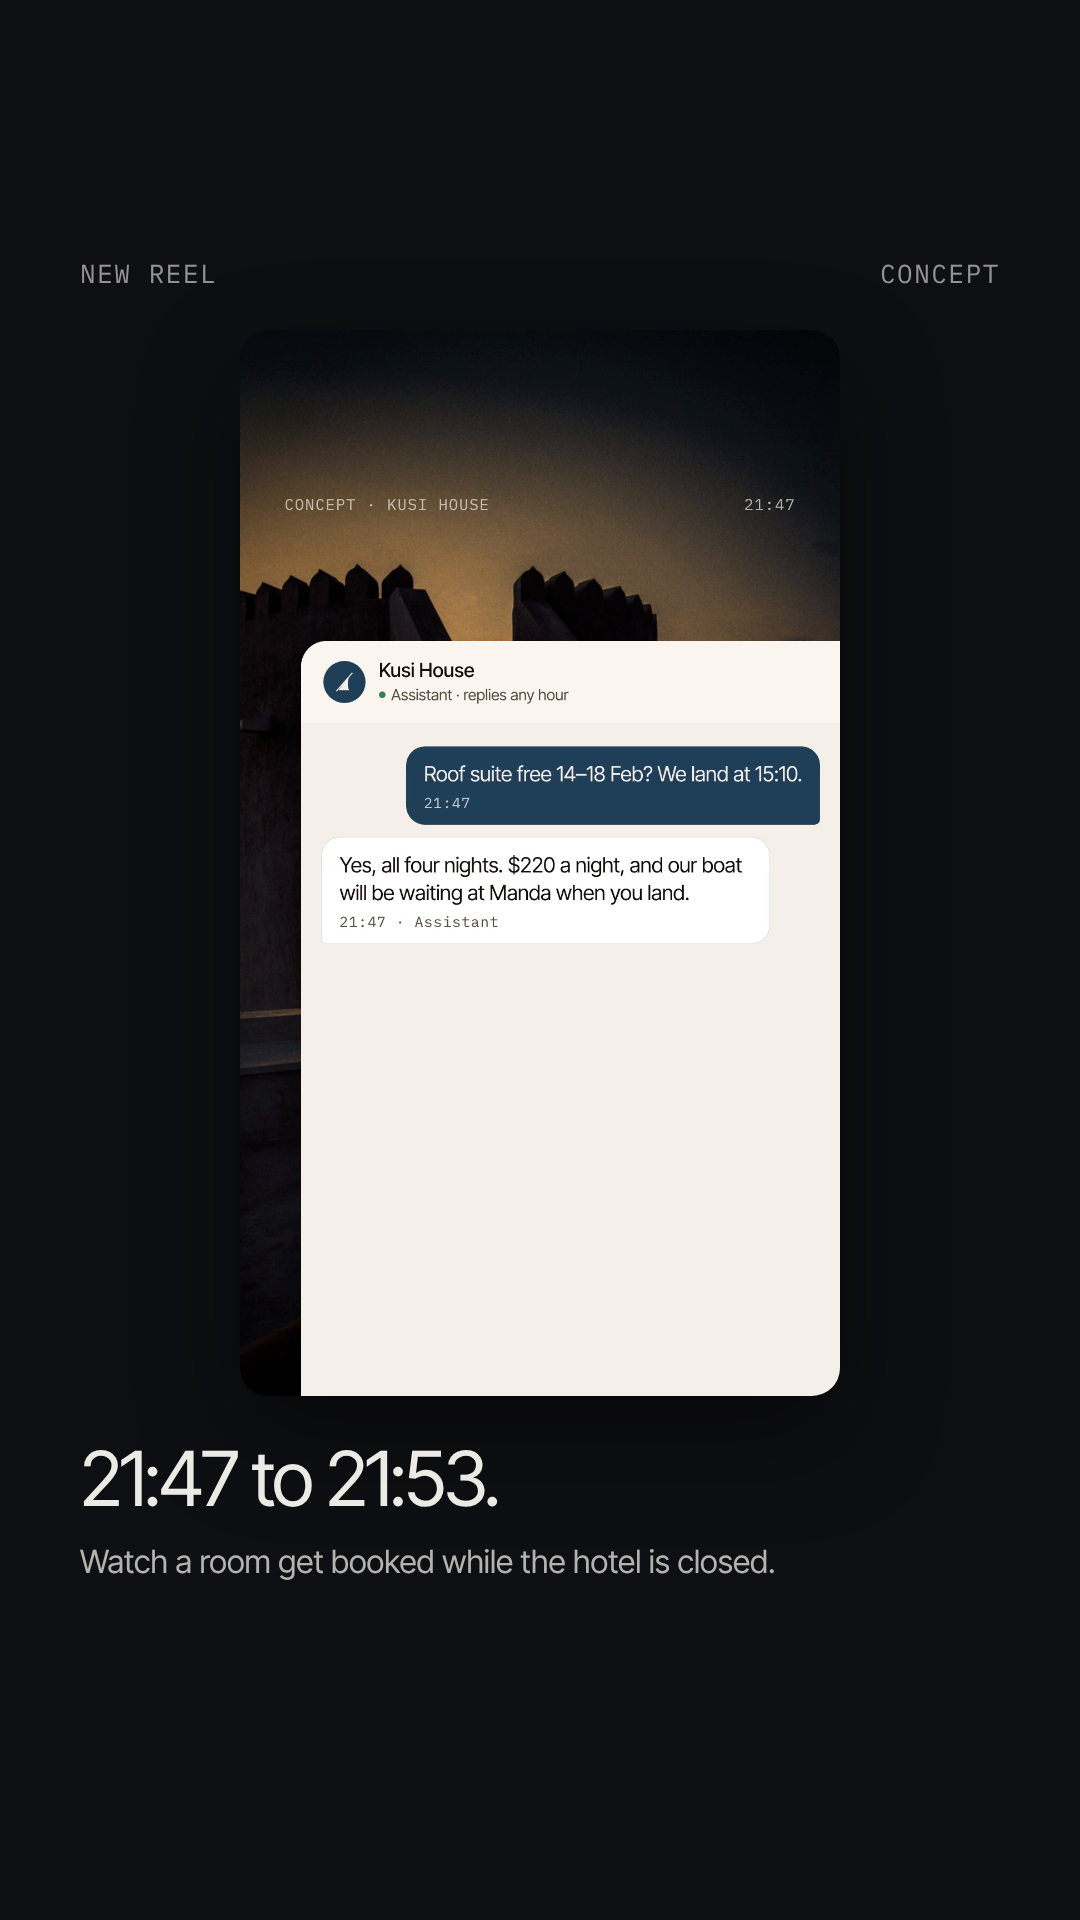 NEW REEL
CONCEPT
CONCEPT · KUSI HOUSE
21:47
Kusi House
Assistant · replies any hour
Roof suite free 14–18 Feb? We land at 15:10.
21:47
Yes, all four nights. $220 a night, and our boat
will be waiting at Manda when you land.
21:47 · Assistant
21:47 to 21:53.
Watch a room get booked while the hotel is closed.